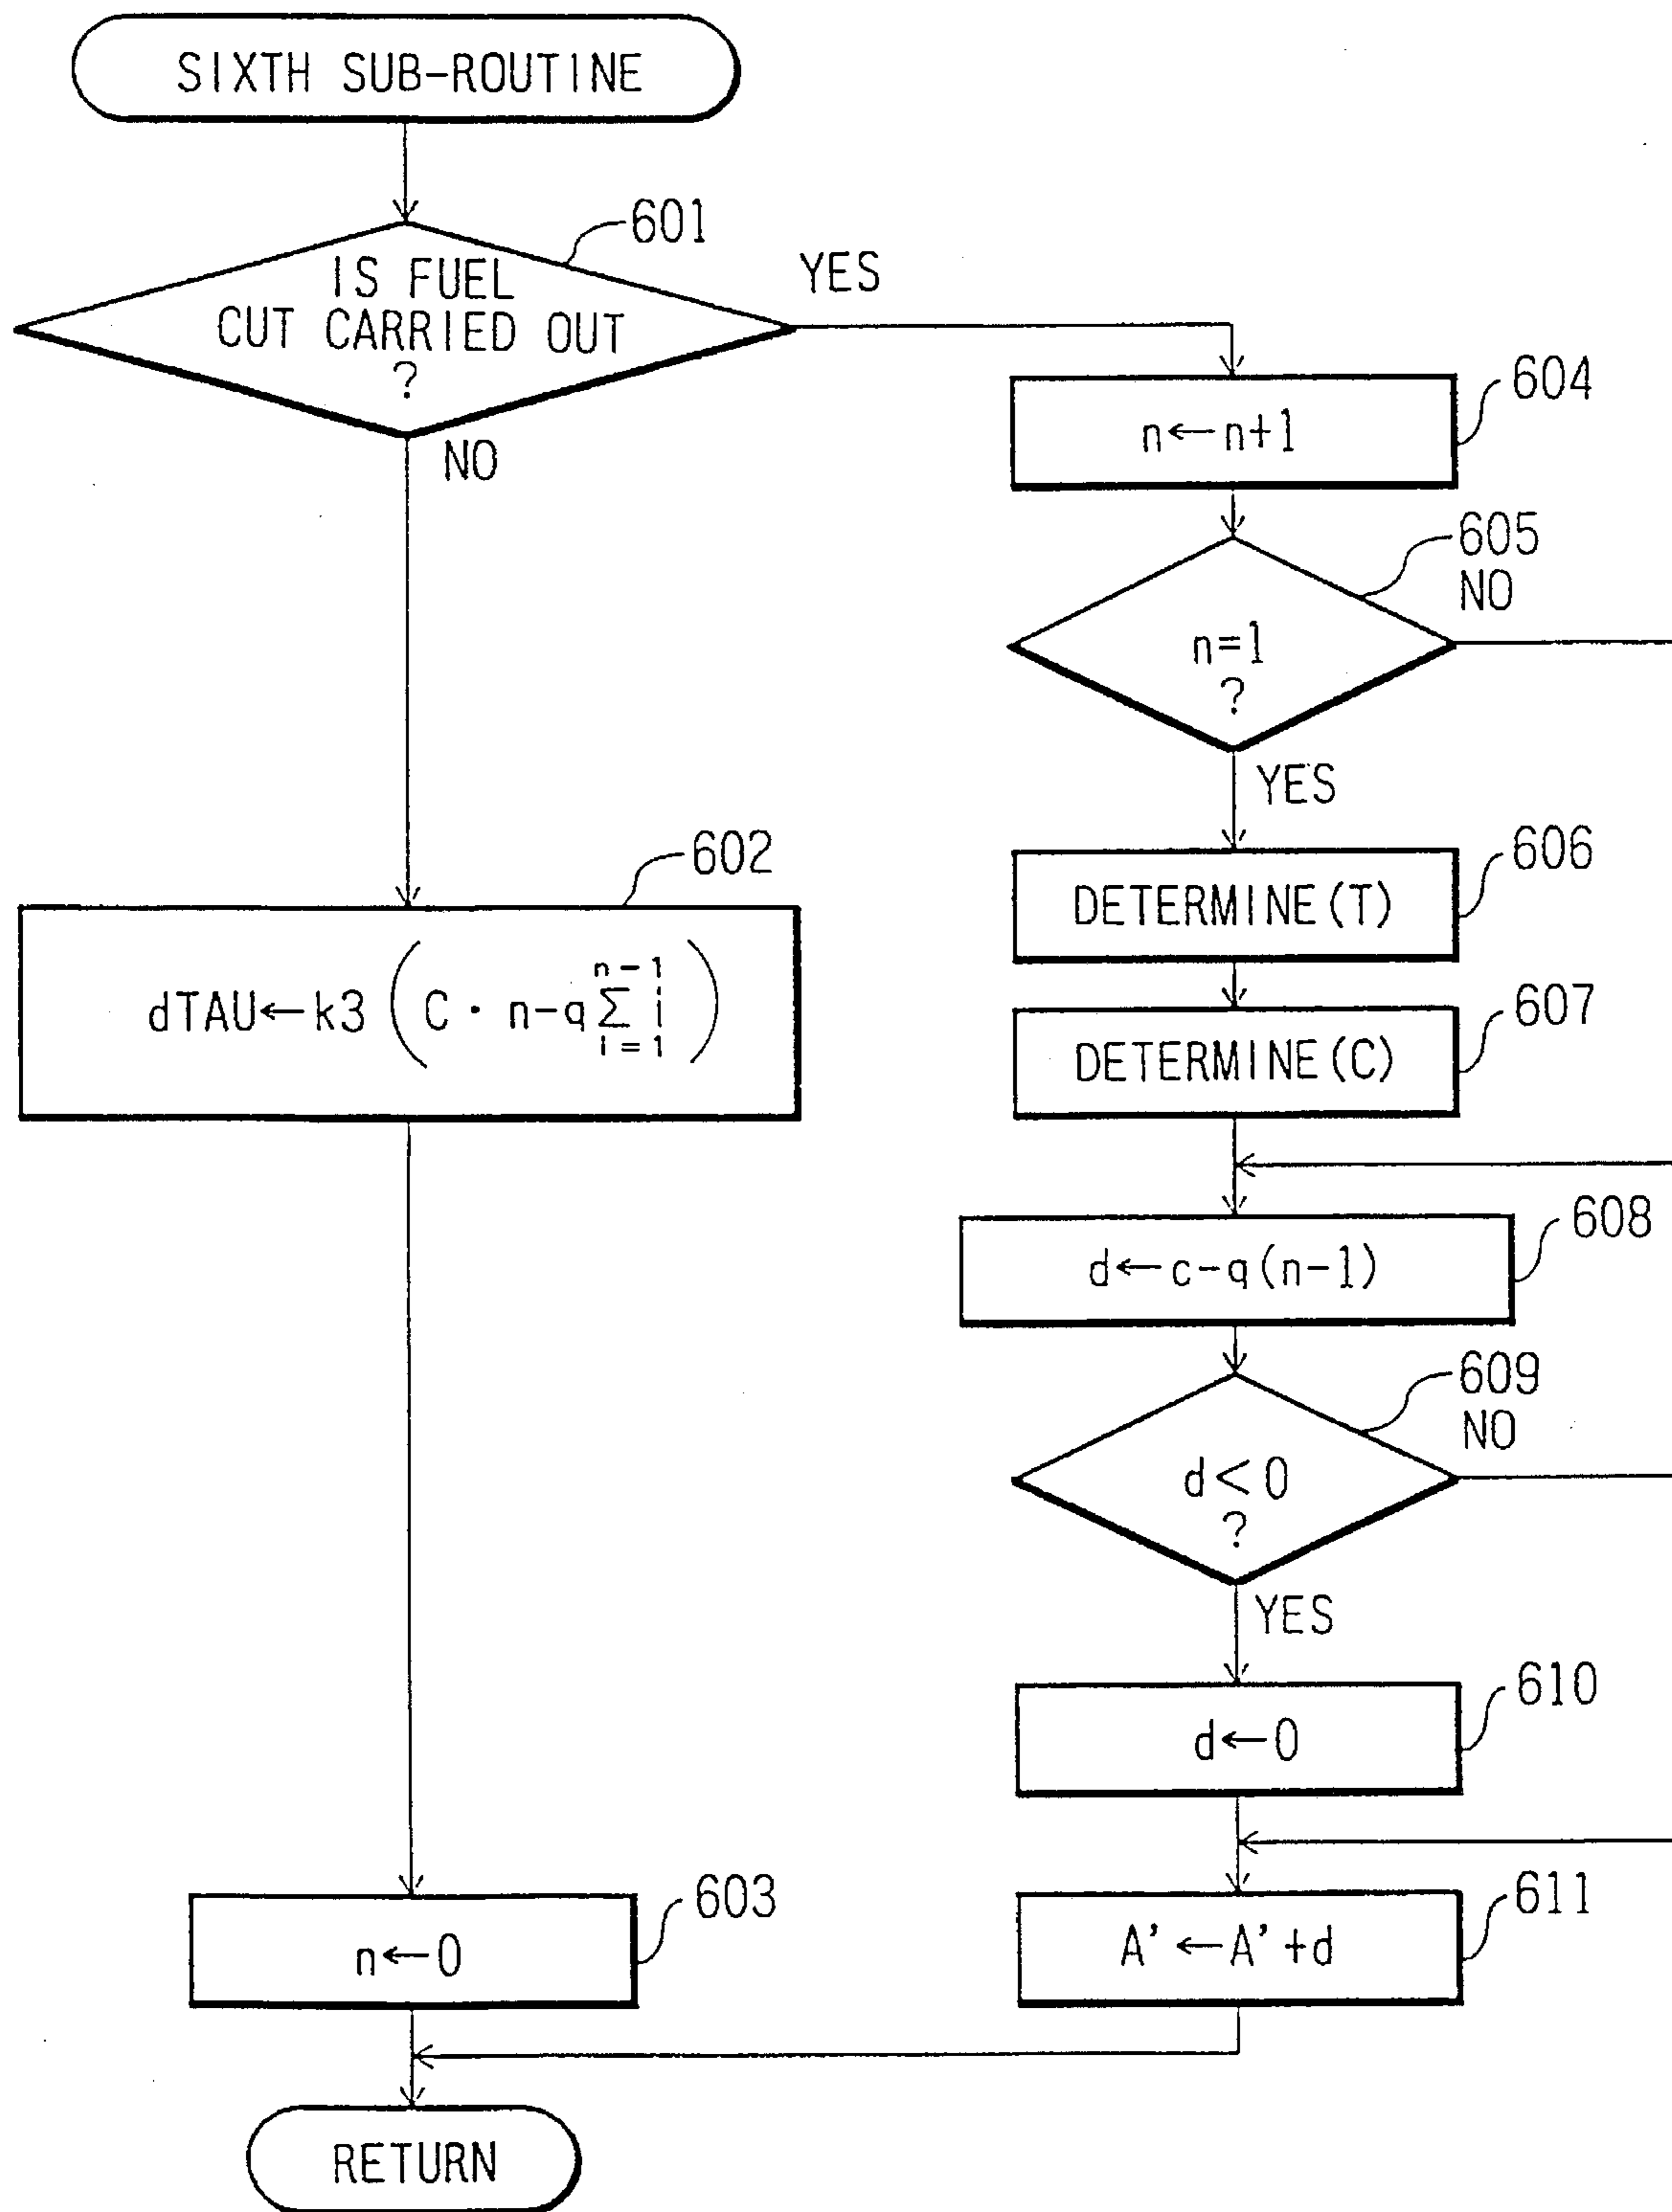 SIXTH SUB-ROUTINE
601
IS FUEL
CUT CARRIED OUT
?
YES
NO
602
dTAU←k3 (C · n-q Σ i)
n-1
i=1
603
n←0
604
n←n+1
605
NO
n=1
?
YES
606
DETERMINE(T)
607
DETERMINE(C)
608
d←c-q(n-1)
609
NO
d<0
?
YES
610
d←0
611
A'←A'+d
RETURN